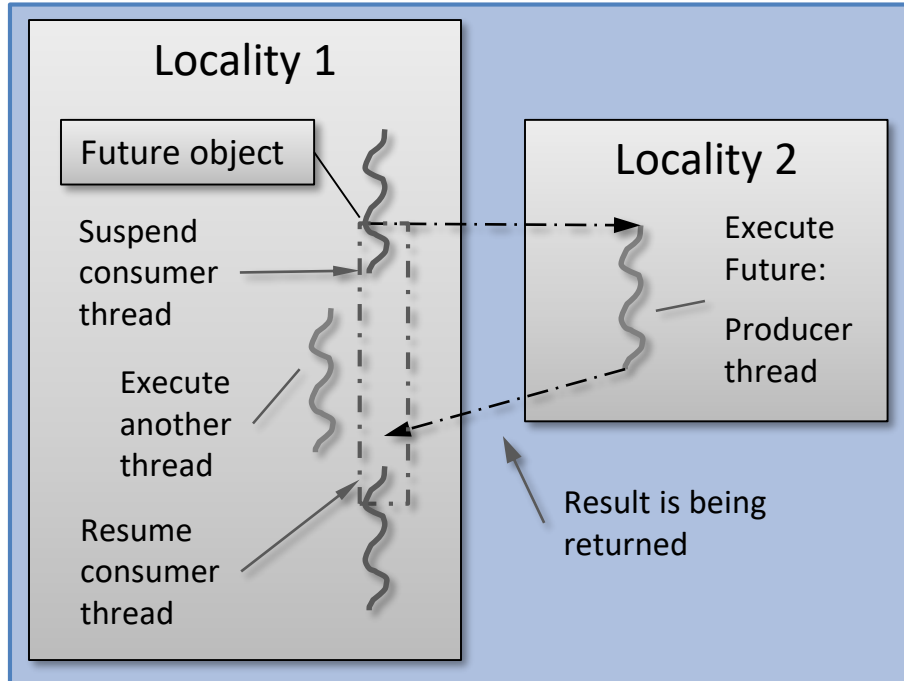 Locality 1
Future object
Suspend
consumer
thread
Execute
another
thread
Resume
consumer
thread
Locality 2
Execute
Future:
Producer
thread
Result is being
returned